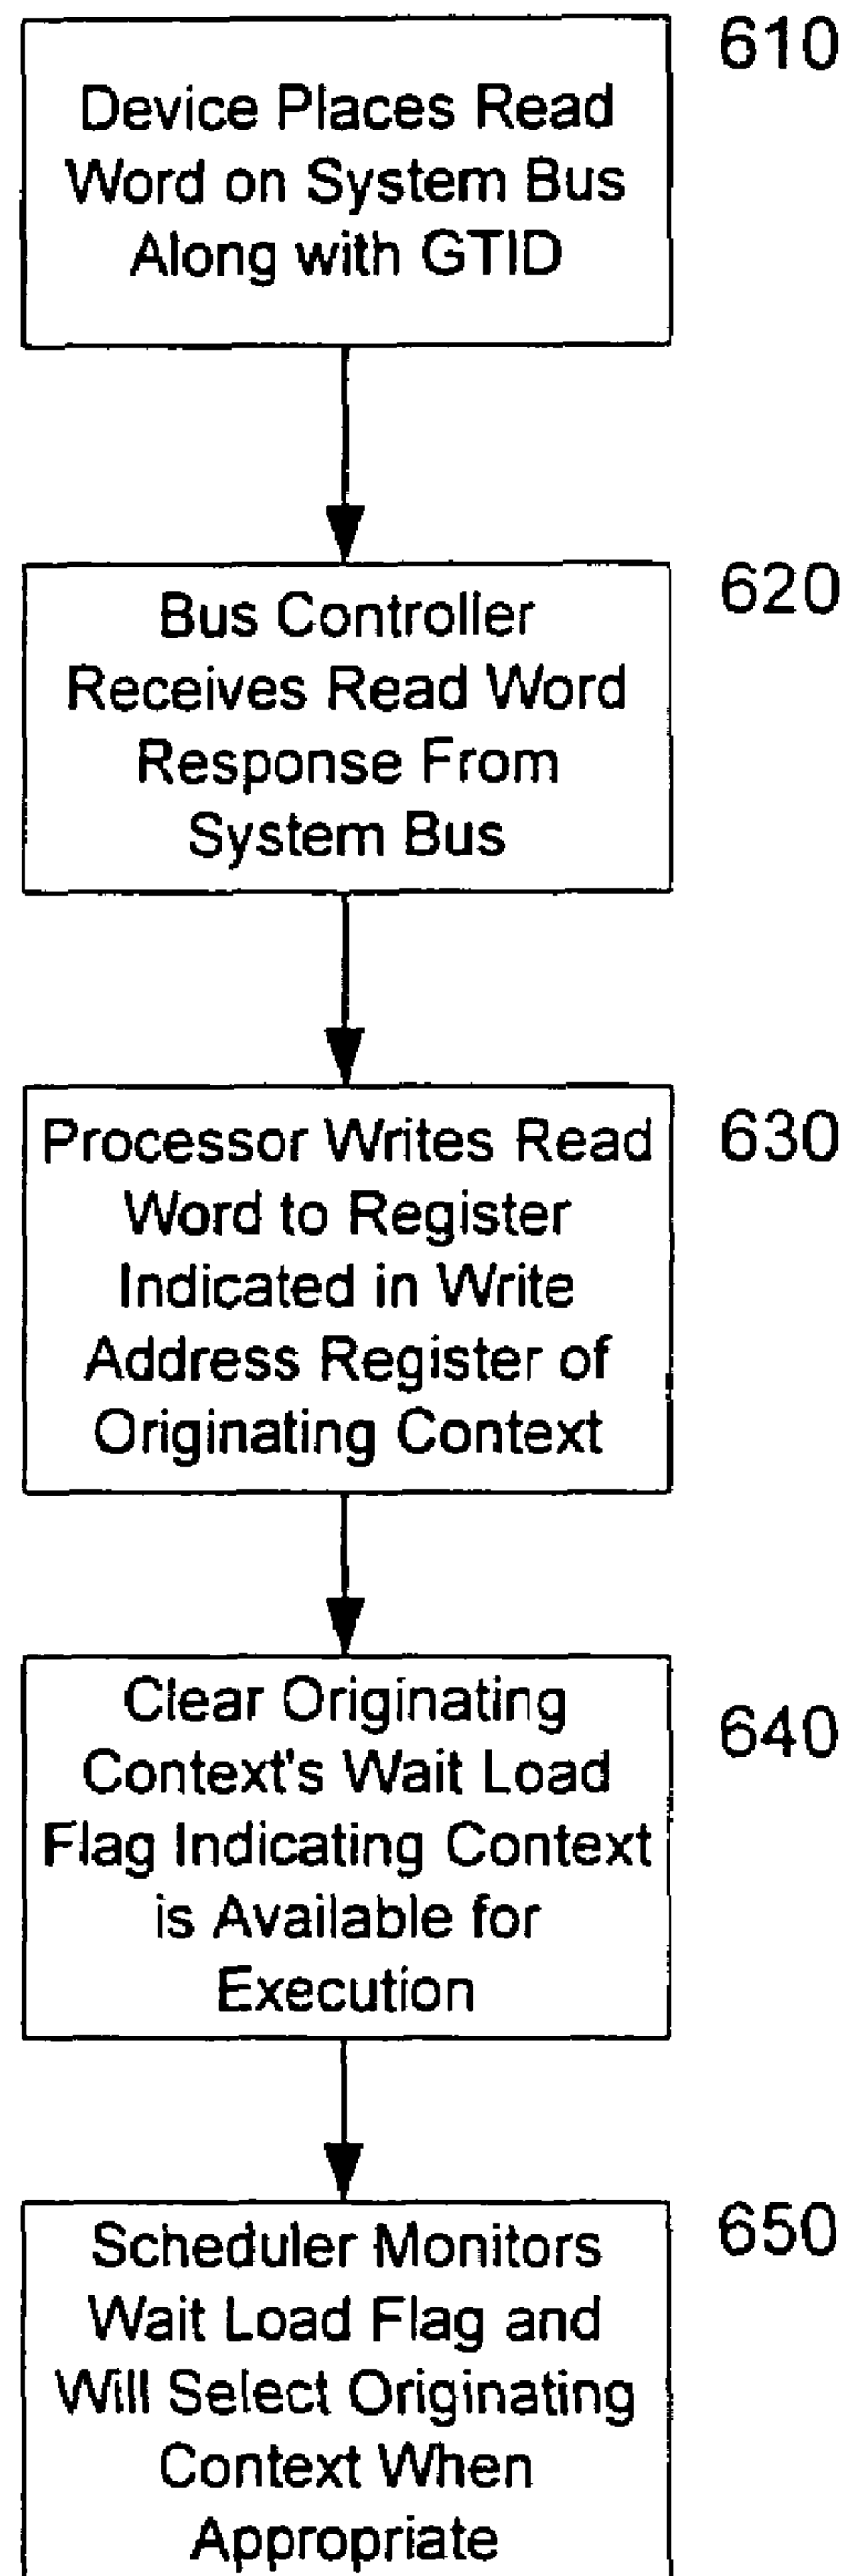 610
Device Places Read
Word on System Bus
Along with GTID
620
Bus Controller
Receives Read Word
Response From
System Bus
630
Processor Writes Read
Word to Register
Indicated in Write
Address Register of
Originating Context
640
Clear Originating
Context's Wait Load
Flag Indicating Context
is Available for
Execution
650
Scheduler Monitors
Wait Load Flag and
Will Select Originating
Context When
Appropriate